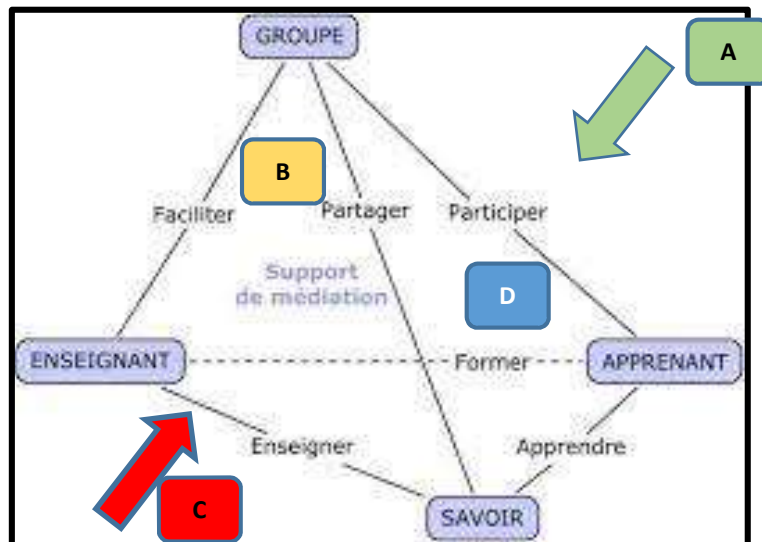 GROUPE
A
B
Faciliter
Partager
Participer
Support
de médiation
D
ENSEIGNANT
Former
APPRENANT
Enseigner
Apprendre
C
SAVOIR